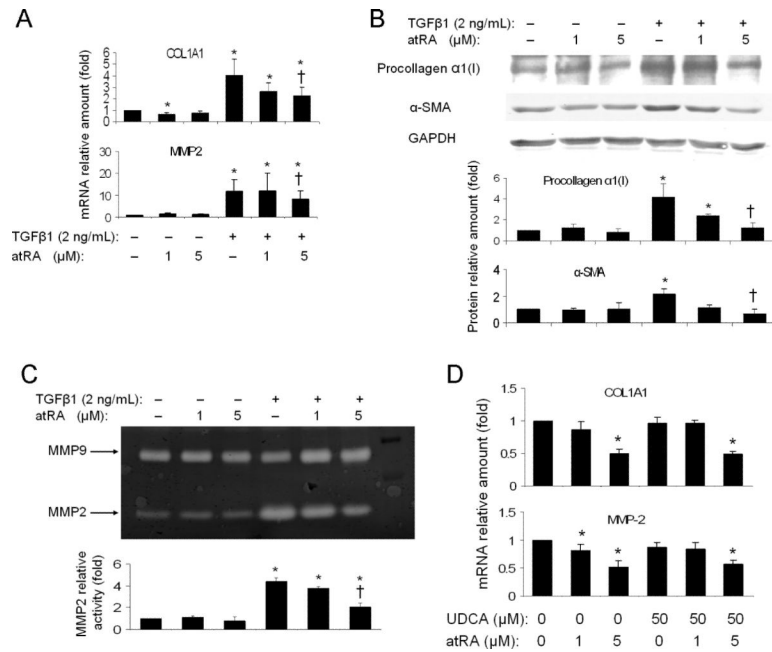 A
COL1A1
6
5
4
3
2
1
0
* * * *
†
mRNA relative amount (fold)
MMP2
30
20
10
0
* * *
†
TGFβ1 (2 ng/mL): – – – + + +
atRA (μM): – 1 5 – 1 5
B
TGFβ1 (2 ng/mL): – – – + + +
atRA (μM): – 1 5 – 1 5
Procollagen α1(I)
α-SMA
GAPDH
Procollagen α1(I)
6
4
2
0
* *
†
Protein relative amount (fold)
α-SMA
4
2
0
*
†
C
TGFβ1 (2 ng/mL): – – – + + +
atRA (μM): – 1 5 – 1 5
MMP9
MMP2
MMP2 relative
activity (fold)
6
4
2
0
* * *
†
D
COL1A1
1.5
1
0.5
0
* *
mRNA relative amount (fold)
MMP-2
1.5
1
0.5
0
* * *
UDCA (μM) 0 0 0 50 50 50
atRA (μM) 0 1 5 0 1 5